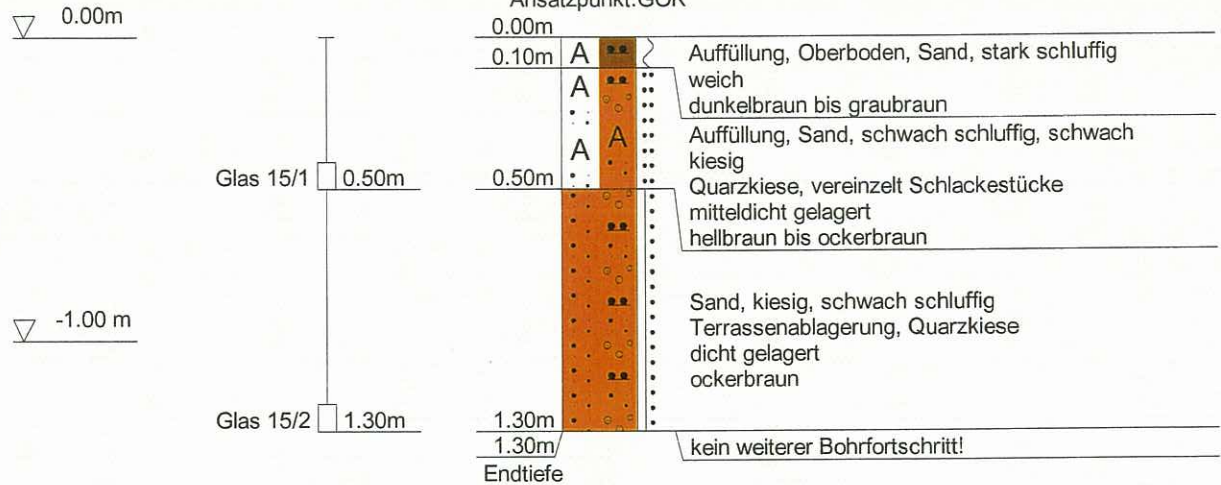 Ansatzpunkt:GOK
0.00m
0.00m
0.10m
A
Auffüllung, Oberboden, Sand, stark schluffig
weich
dunkelbraun bis graubraun
A
A
A
Auffüllung, Sand, schwach schluffig, schwach
kiesig
Quarzkiese, vereinzelt Schlackestücke
mitteldicht gelagert
hellbraun bis ockerbraun
Glas 15/1
0.50m
0.50m
-1.00 m
Sand, kiesig, schwach schluffig
Terrassenablagerung, Quarzkiese
dicht gelagert
ockerbraun
Glas 15/2
1.30m
1.30m
1.30m
kein weiterer Bohrfortschritt!
Endtiefe